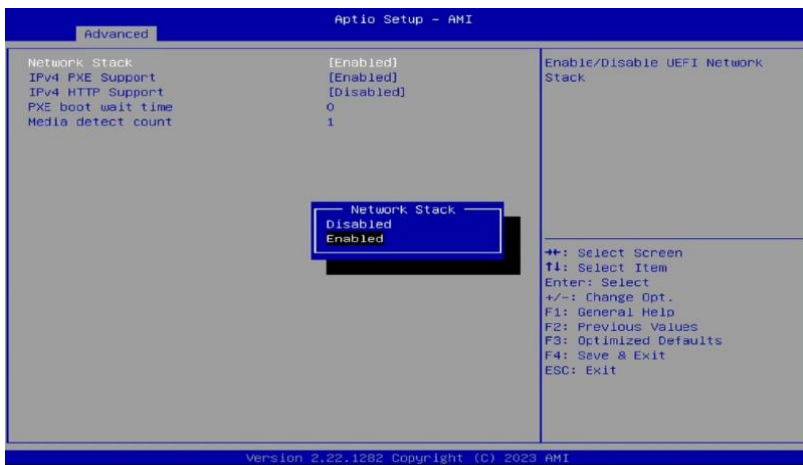 Aptio Setup – AMI
Advanced
Network Stack [Enabled]
IPv4 PXE Support [Enabled]
IPv4 HTTP Support [Disabled]
PXE boot wait time 0
Media detect count 1
Enable/Disable UEFI Network
Stack
Network Stack
Disabled
Enabled
→←: Select Screen
↑↓: Select Item
Enter: Select
+/-: Change Opt.
F1: General Help
F2: Previous Values
F3: Optimized Defaults
F4: Save & Exit
ESC: Exit
Version 2.22.1282 Copyright (C) 2023 AMI